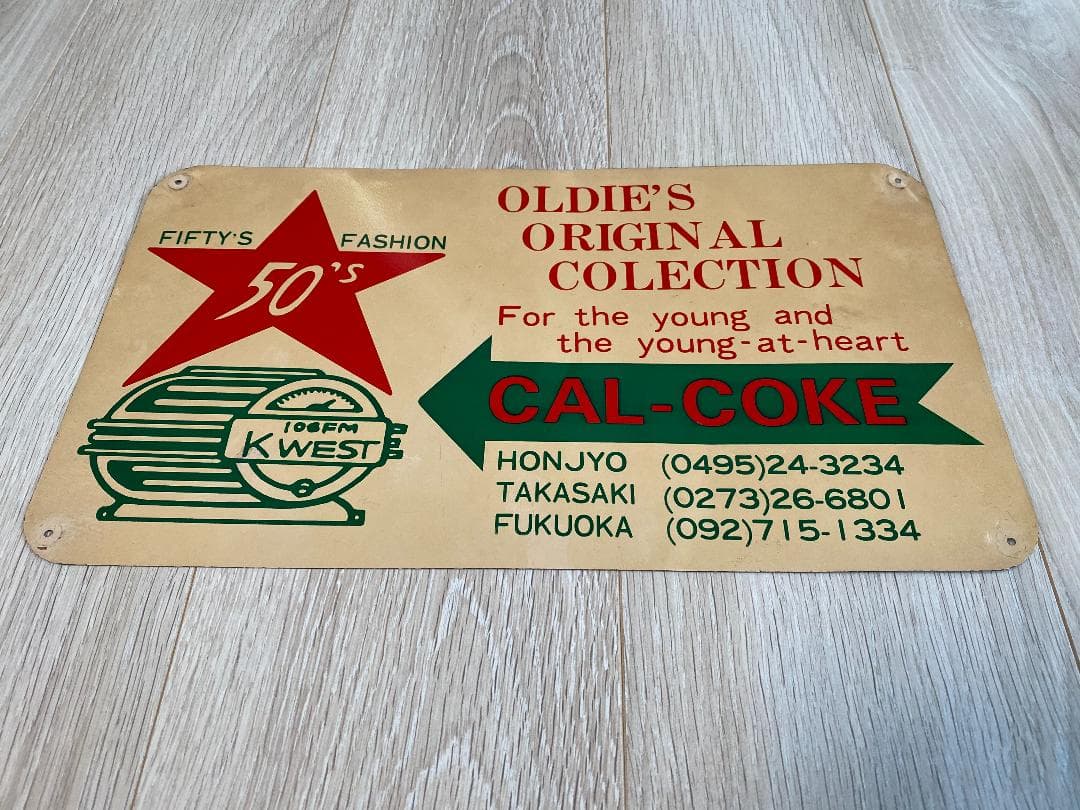 FIFTY'S FASHION
50's
106FM
K WEST
OLDIE'S
ORIGINAL
COLECTION
For the young and
the young-at-heart
CAL-COKE
HONJYO (0495)24-3234
TAKASAKI (0273)26-6801
FUKUOKA (092)715-1334